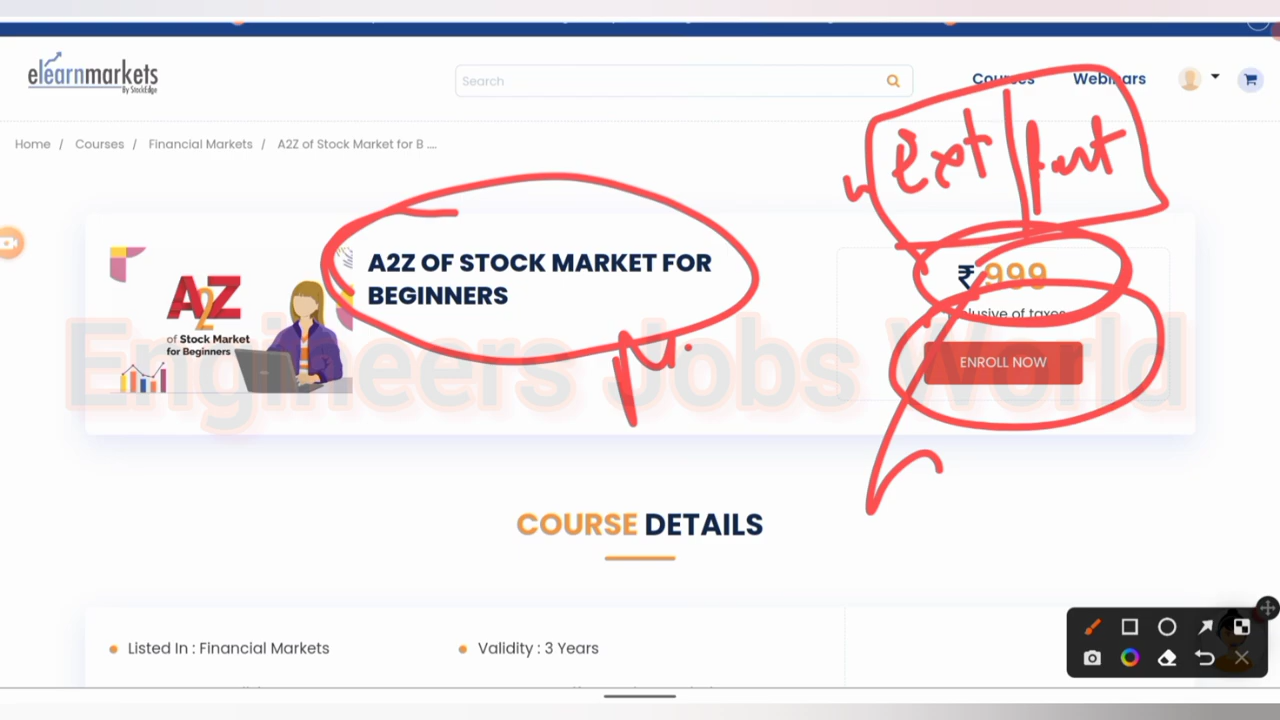 elearnmarkets
By StockEdge
Search
Courses
Webinars
Home / Courses / Financial Markets / A2Z of Stock Market for B ....
A2Z
of Stock Market
for Beginners
A2Z OF STOCK MARKET FOR
BEGINNERS
₹ 999
of taxes
ENROLL NOW
Engineers Jobs World
COURSE DETAILS
Listed In : Financial Markets
Validity : 3 Years